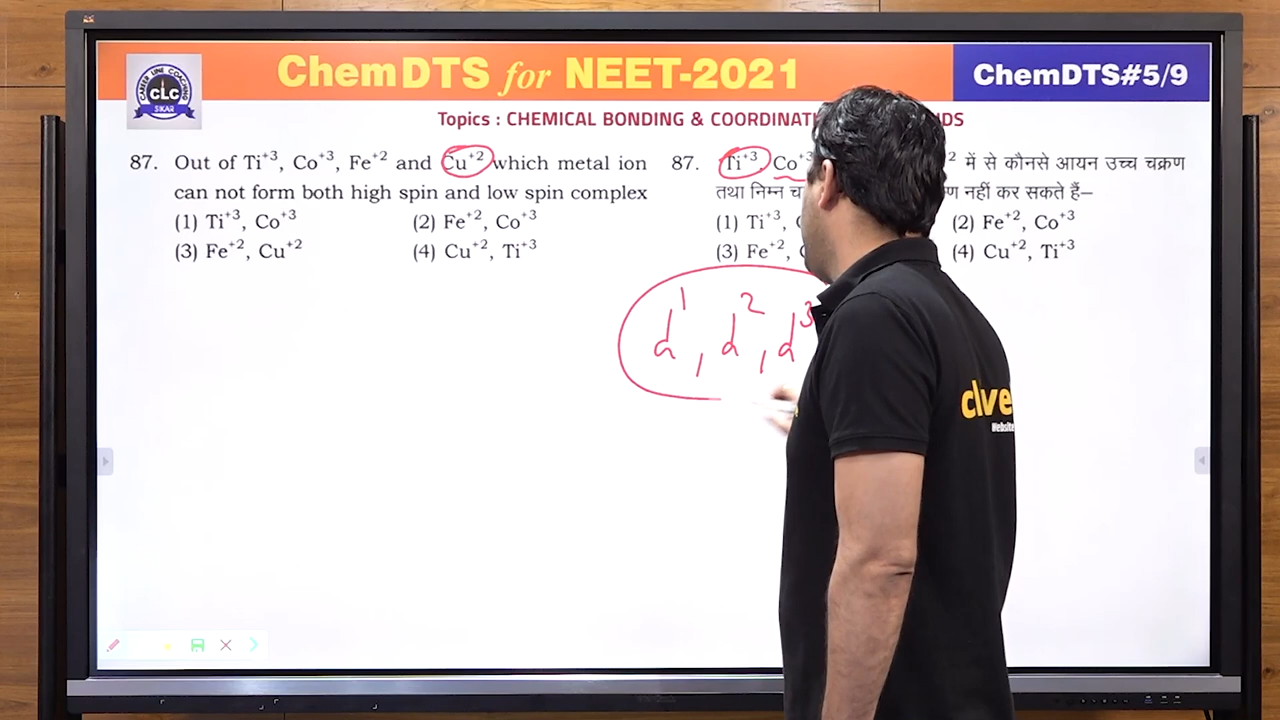 ChemDTS for NEET-2021
ChemDTS#5/9
CAREER LINE COACHING
CLC
SIKAR
Topics : CHEMICAL BONDING & COORDINATI
87. Out of Ti+3, Co+3, Fe+2 and Cu+2 which metal ion
can not form both high spin and low spin complex
(1) Ti+3, Co+3 (2) Fe+2, Co+3
(3) Fe+2, Cu+2 (4) Cu+2, Ti+3
87. Ti+3, Co+3 में से कौनसे आयन उच्च चक्रण
तथा निम्न च नहीं कर सकते हैं–
(1) Ti+3, (2) Fe+2, Co+3
(3) Fe+2, (4) Cu+2, Ti+3
d1, d2, d3